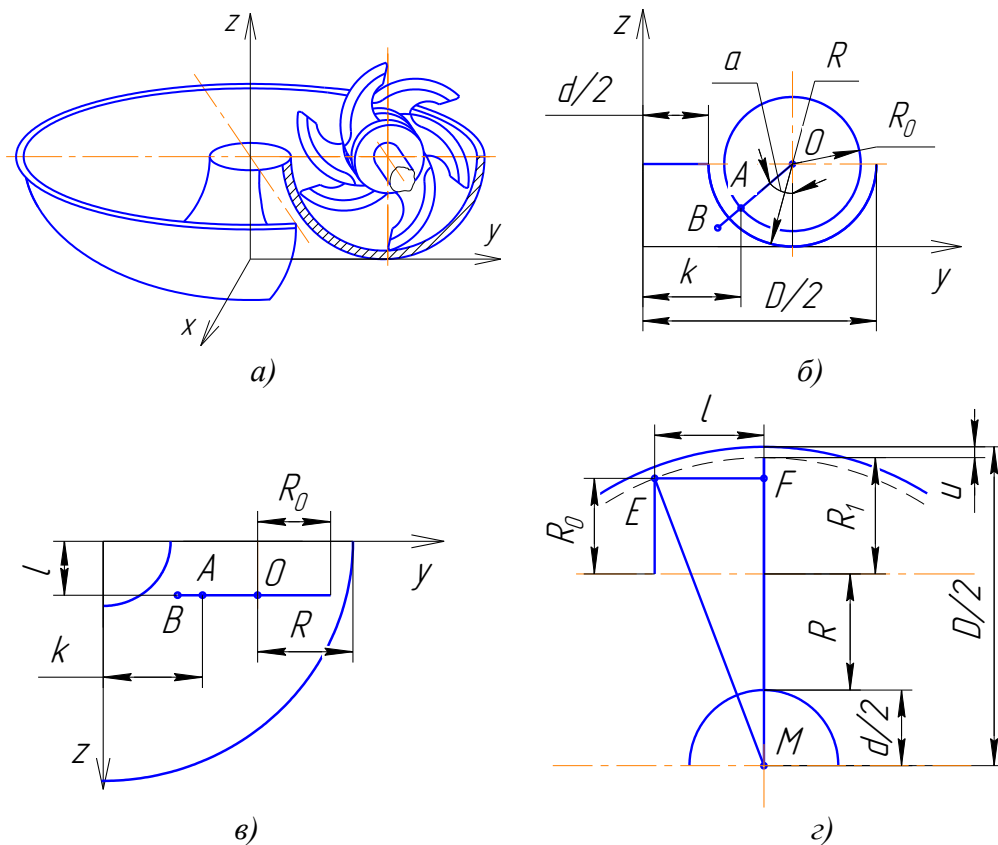 z
y
x
а)
z
a
R
d/2
R₀
O
A
B
k
y
D/2
б)
R₀
l
A
O
y
B
R
k
z
в)
l
E
F
R₀
R₁
u
D/2
R
d/2
M
г)